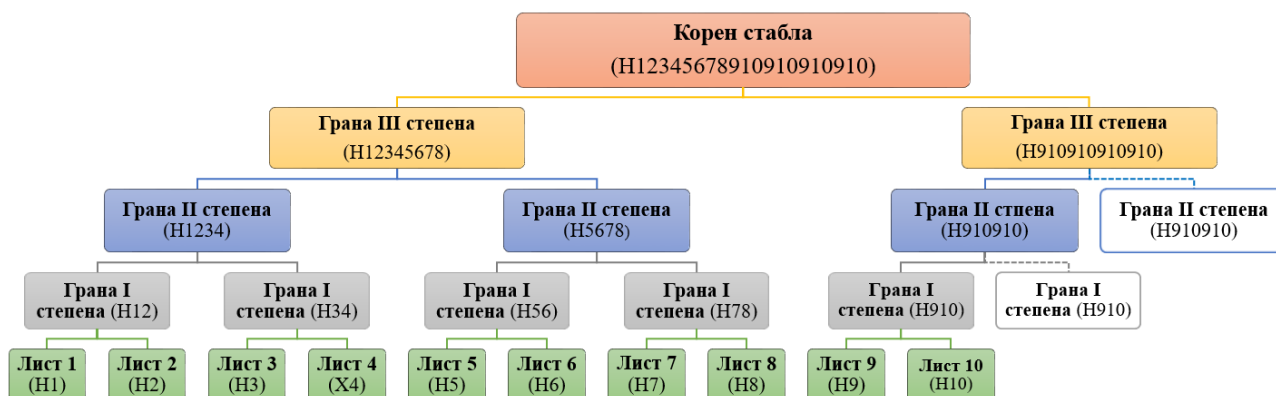 Корен стабла
(H12345678910910910910)
Грана III степена
(H12345678)
Грана III степена
(H910910910910)
Грана II степена
(H1234)
Грана II степена
(H5678)
Грана II стпена
(H910910)
Грана II степена
(H910910)
Грана I
степена (H12)
Грана I
степена (H34)
Грана I
степена (H56)
Грана I
степена (H78)
Грана I
степена (H910)
Грана I
степена (H910)
Лист 1
(H1)
Лист 2
(H2)
Лист 3
(H3)
Лист 4
(X4)
Лист 5
(H5)
Лист 6
(H6)
Лист 7
(H7)
Лист 8
(H8)
Лист 9
(H9)
Лист 10
(H10)